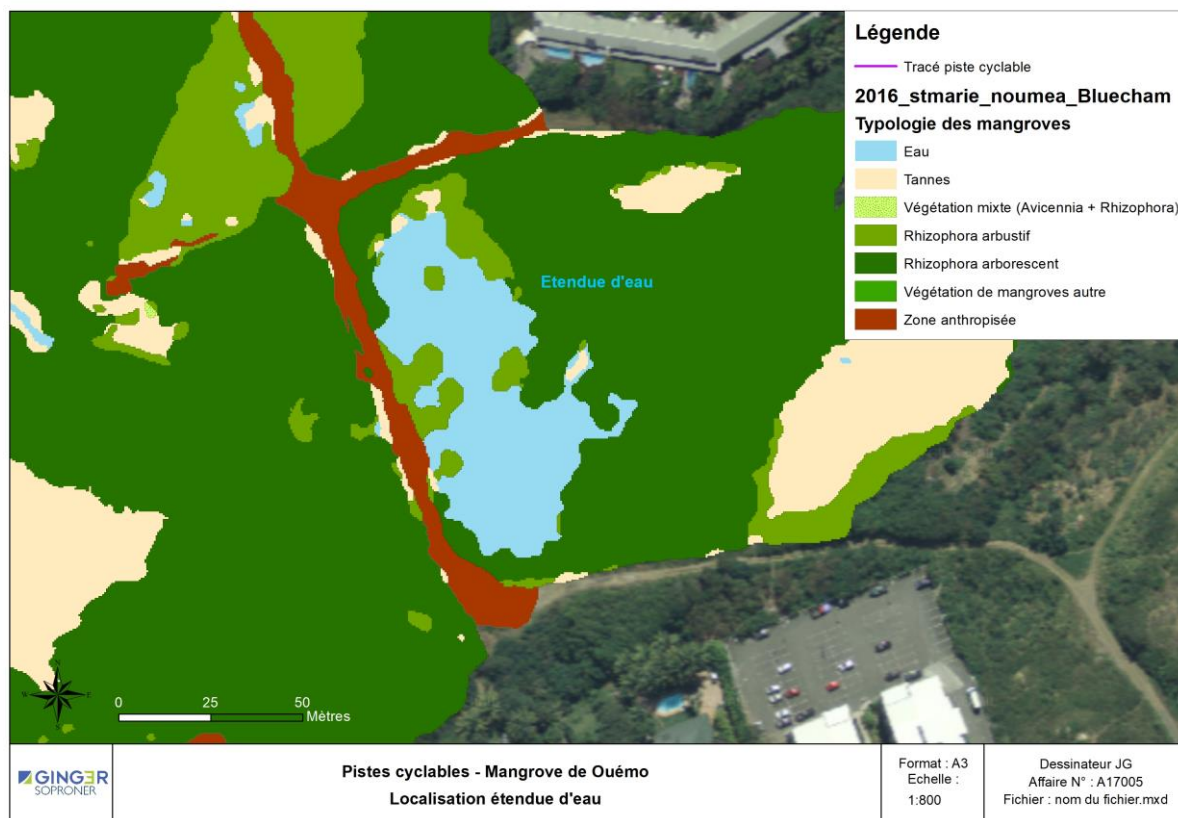 Légende
Tracé piste cyclable
2016_stmarie_noumea_Bluecham
Typologie des mangroves
Eau
Tannes
Végétation mixte (Avicennia + Rhizophora)
Rhizophora arbustif
Rhizophora arborescent
Végétation de mangroves autre
Zone anthropisée
Etendue d'eau
N
W E
S
0 25 50
Mètres
GINGER
SOPRONER
Pistes cyclables - Mangrove de Ouémo
Localisation étendue d'eau
Format : A3
Echelle :
1:800
Dessinateur JG
Affaire N° : A17005
Fichier : nom du fichier.mxd